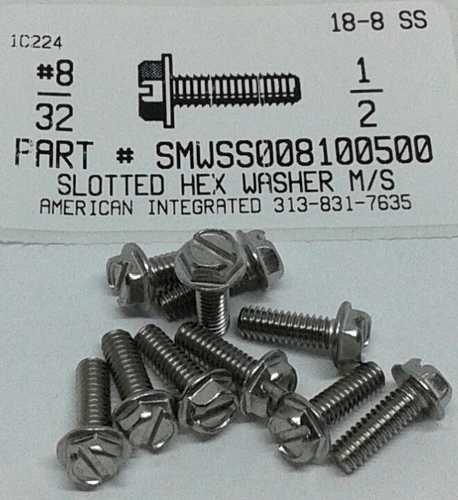 18-8 SS
1C224
#8
32
1
2
PART # SMWSS008100500
SLOTTED HEX WASHER M/S
AMERICAN INTEGRATED 313-831-7635